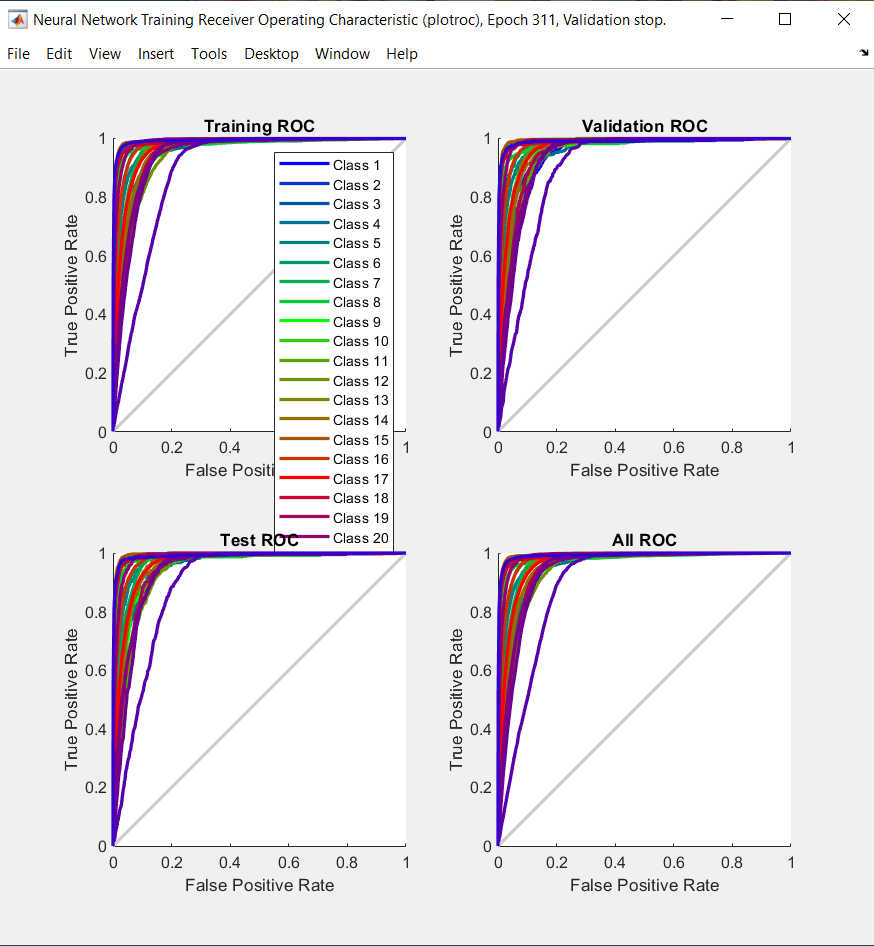 Neural Network Training Receiver Operating Characteristic (plotroc), Epoch 311, Validation stop.
File Edit View Insert Tools Desktop Window Help
Training ROC
1
0.8
0.6
0.4
0.2
0
True Positive Rate
0 0.2 0.4 1
False Positi
Class 1
Class 2
Class 3
Class 4
Class 5
Class 6
Class 7
Class 8
Class 9
Class 10
Class 11
Class 12
Class 13
Class 14
Class 15
Class 16
Class 17
Class 18
Class 19
Class 20
Validation ROC
1
0.8
0.6
0.4
0.2
0
True Positive Rate
0 0.2 0.4 0.6 0.8 1
False Positive Rate
Test ROC
1
0.8
0.6
0.4
0.2
0
True Positive Rate
0 0.2 0.4 0.6 0.8 1
False Positive Rate
All ROC
1
0.8
0.6
0.4
0.2
0
True Positive Rate
0 0.2 0.4 0.6 0.8 1
False Positive Rate